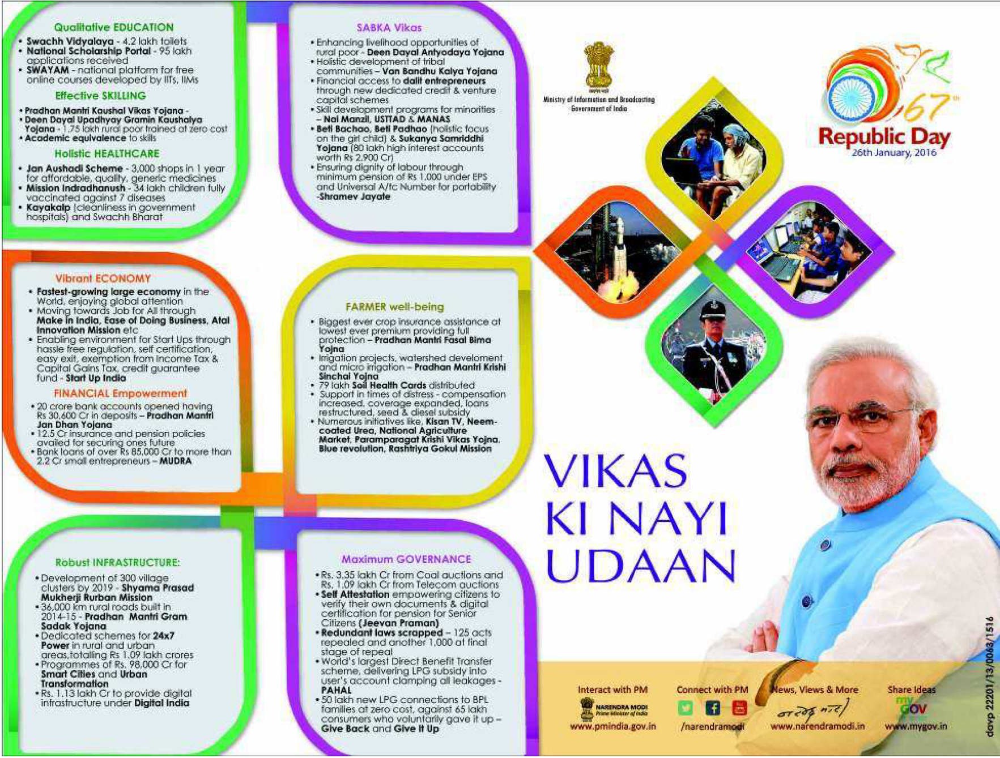 Qualitative EDUCATION
• Swachh Vidyalaya - 4.2 lakh toilets
• National Scholarship Portal - 95 lakh
applications received
• SWAYAM - national platform for free
online courses developed by IITs, IIMs
Effective SKILLING
• Pradhan Mantri Kaushal Vikas Yojana -
• Deen Dayal Upadhyay Gramin Kaushalya
Yojana - 1.75 lakh rural poor trained at zero cost
• Academic equivalence to skills
Holistic HEALTHCARE
• Jan Aushadi Scheme - 3,000 shops in 1 year
for affordable, quality, generic medicines
• Mission Indradhanush - 34 lakh children fully
vaccinated against 7 diseases
• Kayakalp (cleanliness in government
hospitals) and Swachh Bharat
SABKA Vikas
• Enhancing livelihood opportunities of
rural poor - Deen Dayal Antyodaya Yojana
• Holistic development of tribal
communities – Van Bandhu Kalya Yojana
• Financial access to dalit entrepreneurs
through new dedicated credit & venture
capital schemes
• Skill development programs for minorities
– Nai Manzil, USTTAD & MANAS
• Beti Bachao, Beti Padhao (holistic focus
on the girl child) & Sukanya Samriddhi
Yojana (80 lakh high interest accounts
worth Rs 2,900 Cr)
• Ensuring dignity of labour through
minimum pension of Rs 1,000 under EPS
and Universal A/tc Number for portability
-Shramev Jayate
Vibrant ECONOMY
• Fastest-growing large economy in the
World, enjoying global attention
• Moving towards Job for All through
Make in India, Ease of Doing Business, Atal
Innovation Mission etc
• Enabling environment for Start Ups through
hassle free regulation, self certification,
easy exit, exemption from Income Tax &
Capital Gains Tax, credit guarantee
fund - Start Up India
FINANCIAL Empowerment
• 20 crore bank accounts opened having
Rs 30,600 Cr in deposits – Pradhan Mantri
Jan Dhan Yojana
• 12.5 Cr insurance and pension policies
availed for securing ones future
• Bank loans of over Rs 85,000 Cr to more than
2.2 Cr small entrepreneurs – MUDRA
FARMER well-being
• Biggest ever crop insurance assistance at
lowest ever premium providing full
protection – Pradhan Mantri Fasal Bima
Yojna
• Irrigation projects, watershed develoment
and micro irrigation – Pradhan Mantri Krishi
Sinchai Yojna
• 79 lakh Soil Health Cards distributed
• Support in times of distress - compensation
increased, coverage expanded, loans
restructured, seed & diesel subsidy
• Numerous initiatives like, Kisan TV, Neem-
coated Urea, National Agriculture
Market, Paramparagat Krishi Vikas Yojna,
Blue revolution, Rashtriya Gokul Mission
Robust INFRASTRUCTURE:
• Development of 300 village
clusters by 2019 - Shyama Prasad
Mukherji Rurban Mission
• 36,000 km rural roads built in
2014-15 - Pradhan Mantri Gram
Sadak Yojana
• Dedicated schemes for 24x7
Power in rural and urban
areas,totalling Rs 1.09 lakh crores
• Programmes of Rs. 98,000 Cr for
Smart Cities and Urban
Transformation
• Rs. 1.13 lakh Cr to provide digital
infrastructure under Digital India
Maximum GOVERNANCE
• Rs. 3.35 lakh Cr from Coal auctions and
Rs. 1.09 lakh Cr from Telecom auctions
• Self Attestation empowering citizens to
verify their own documents & digital
certification for pension for Senior
Citizens (Jeevan Praman)
• Redundant laws scrapped – 125 acts
repealed and another 1,000 at final
stage of repeal
• World's largest Direct Benefit Transfer
scheme, delivering LPG subsidy into
user's account clamping all leakages -
PAHAL
• 50 lakh new LPG connections to BPL
families at zero cost, against 65 lakh
consumers who voluntarily gave it up –
Give Back and Give It Up
सत्यमेव जयते
Ministry of Information and Broadcasting
Government of India
67th
Republic Day
26th January, 2016
VIKAS
KI NAYI
UDAAN
Interact with PM
NARENDRA MODI
Prime Minister of India
www.pmindia.gov.in
Connect with PM
You
/narendramodi
News, Views & More
नरेंद्र मोदी
www.narendramodi.in
Share Ideas
my
GOV
www.mygov.in
davp 22201/13/0063/1516